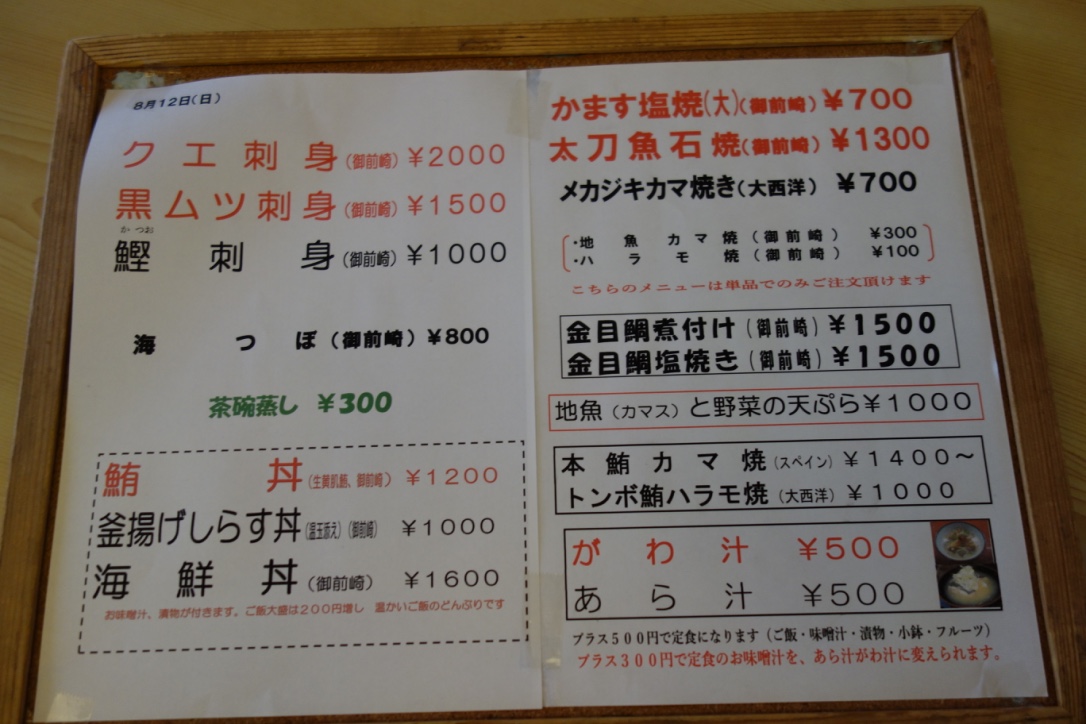 8月12日(日)
クエ刺身(御前崎)¥2000
黒ムツ刺身(御前崎)¥1500
かつお
鰹刺身(御前崎)¥1000
海つぼ(御前崎)¥800
茶碗蒸し ¥300
鮪丼(生黄肌鮪、御前崎)¥1200
釜揚げしらす丼(温玉添え)(御前崎) ¥1000
海鮮丼(御前崎) ¥1600
お味噌汁、漬物が付きます。ご飯大盛は200円増し 温かいご飯のどんぶりです
かます塩焼(大)(御前崎)¥700
太刀魚石焼(御前崎)¥1300
メカジキカマ焼き(大西洋) ¥700
・地魚カマ焼(御前崎) ¥300
・ハラモ焼(御前崎) ¥100
こちらのメニューは単品でのみご注文頂けます
金目鯛煮付け(御前崎)¥1500
金目鯛塩焼き(御前崎)¥1500
地魚(カマス)と野菜の天ぷら¥1000
本鮪カマ焼(スペイン)¥1400～
トンボ鮪ハラモ焼(大西洋)¥1000
がわ汁 ¥500
あら汁 ¥500
プラス500円で定食になります(ご飯・味噌汁・漬物・小鉢・フルーツ)
プラス300円で定食のお味噌汁を、あら汁がわ汁に変えられます。